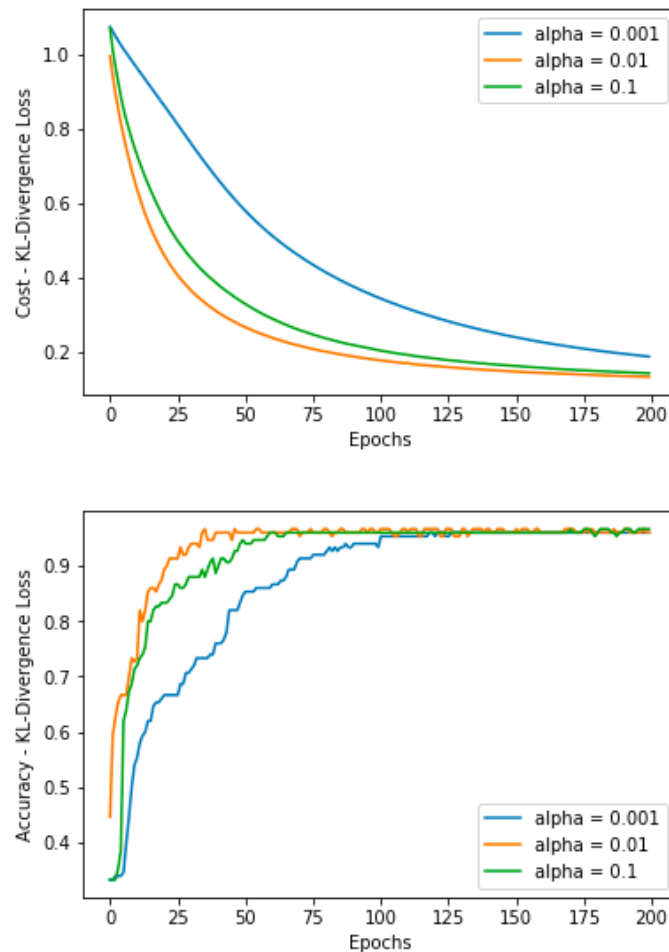 alpha = 0.001
alpha = 0.01
alpha = 0.1
1.0
0.8
0.6
0.4
0.2
Cost - KL-Divergence Loss
0 25 50 75 100 125 150 175 200
Epochs
0.9
0.8
0.7
0.6
0.5
0.4
Accuracy - KL-Divergence Loss
alpha = 0.001
alpha = 0.01
alpha = 0.1
0 25 50 75 100 125 150 175 200
Epochs